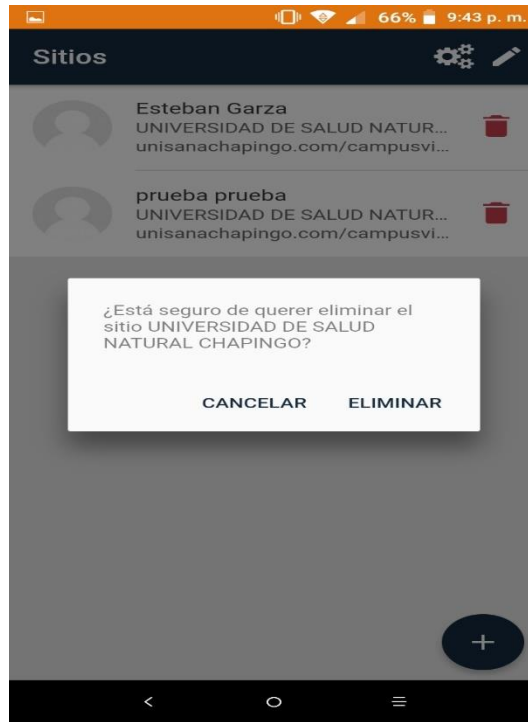 66% 9:43 p. m.
Sitios
Esteban Garza
UNIVERSIDAD DE SALUD NATUR...
unisanachapingo.com/campusvi...
prueba prueba
UNIVERSIDAD DE SALUD NATUR...
unisanachapingo.com/campusvi...
¿Está seguro de querer eliminar el
sitio UNIVERSIDAD DE SALUD
NATURAL CHAPINGO?
CANCELAR ELIMINAR